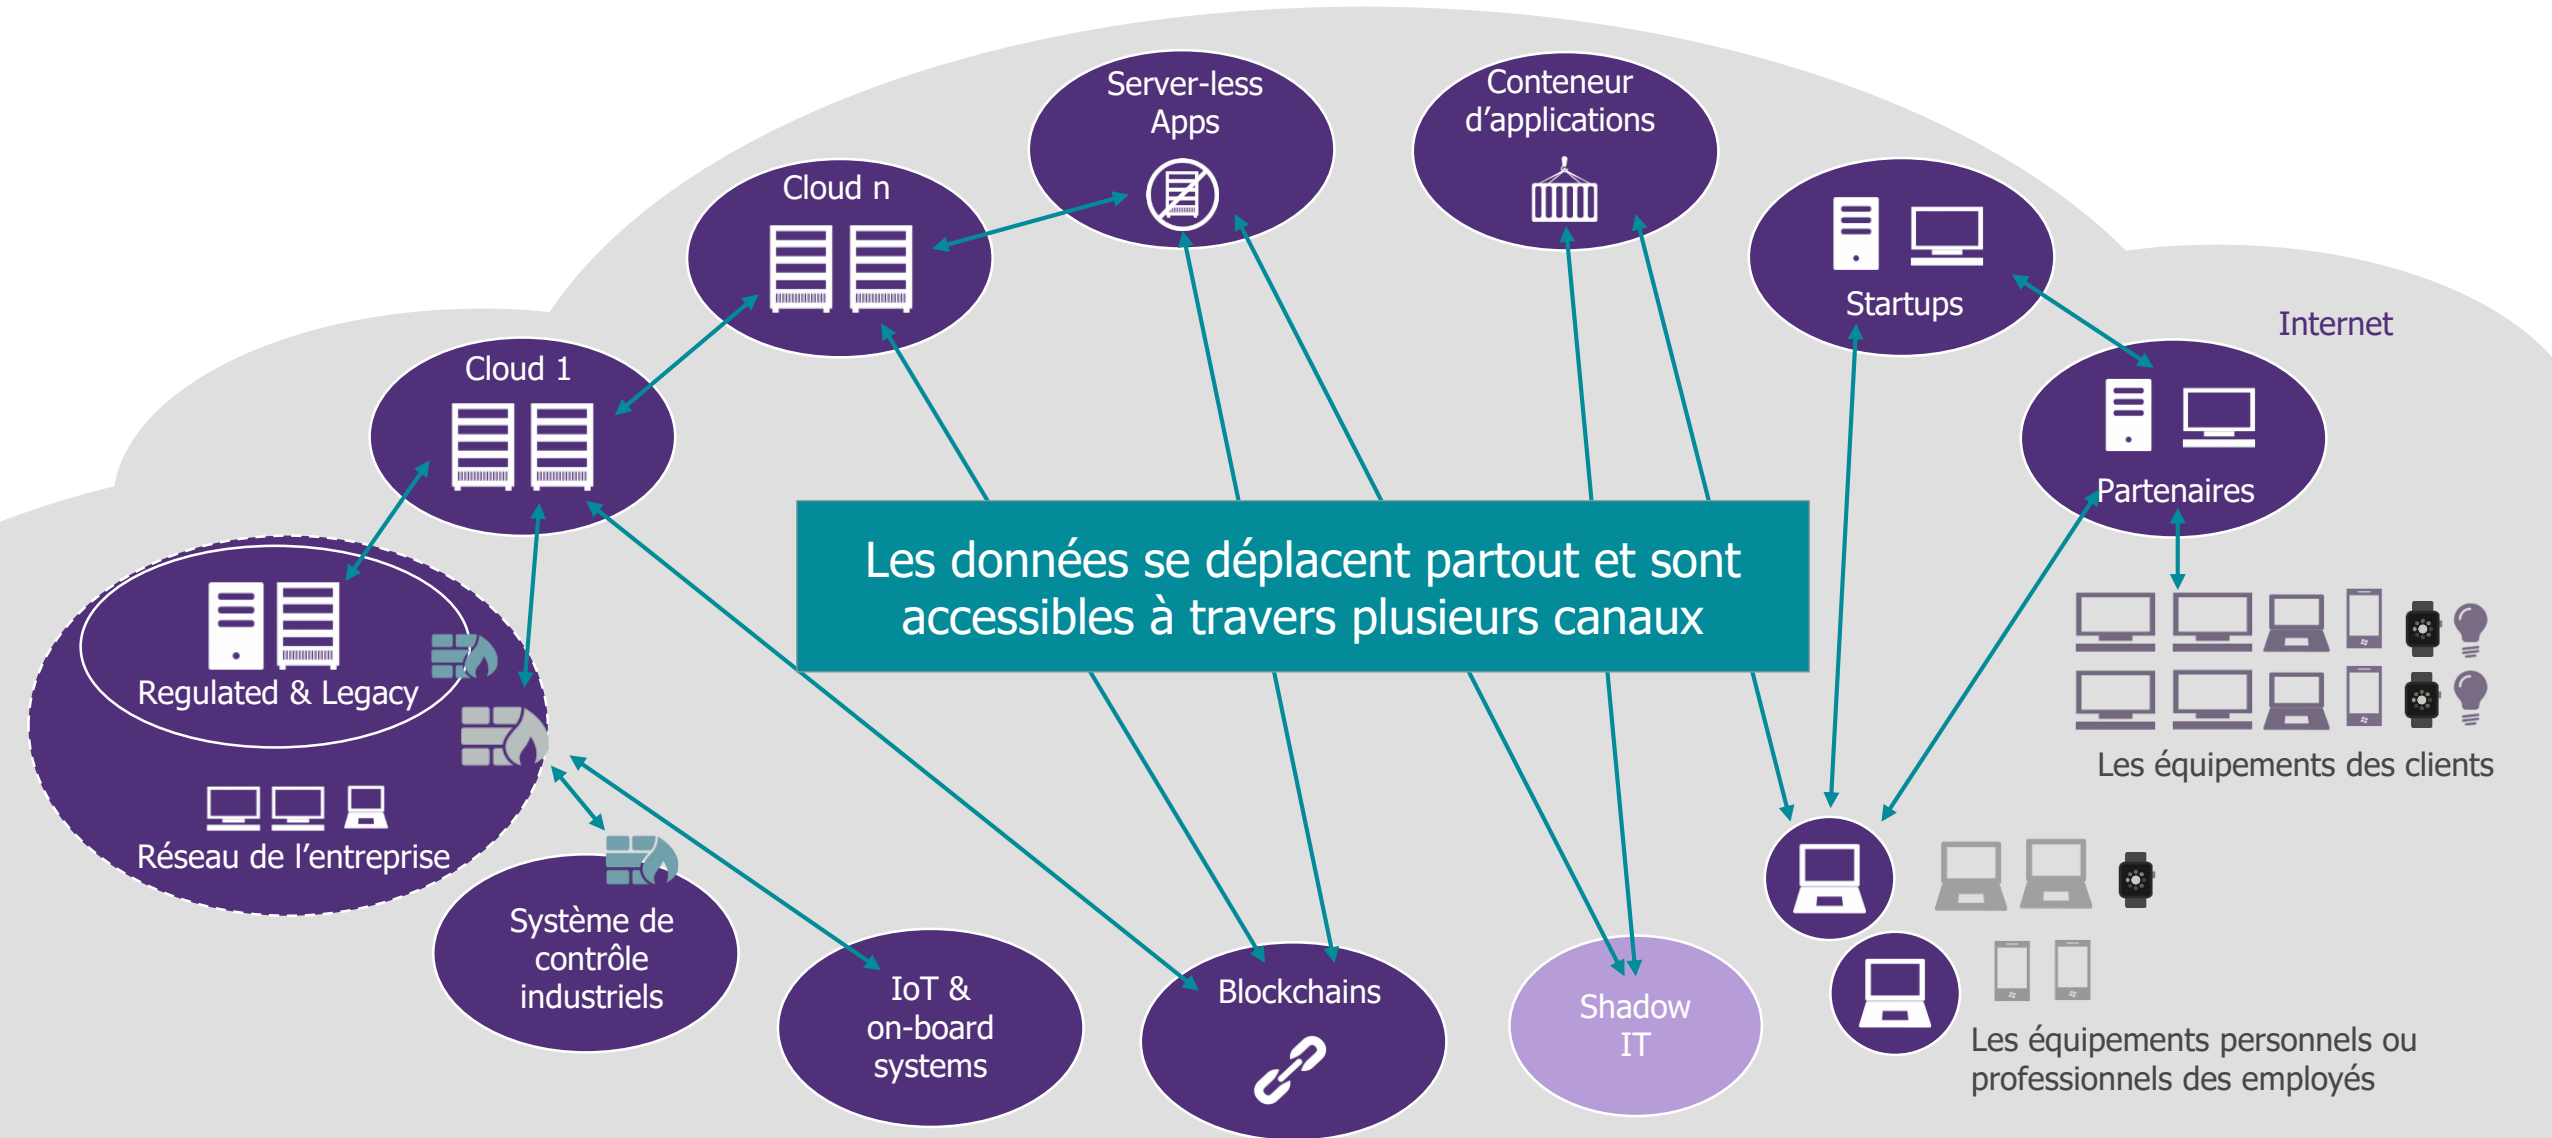 Server-less
Apps
Conteneur
d’applications
Cloud n
Startups
Internet
Cloud 1
Partenaires
Les données se déplacent partout et sont
accessibles à travers plusieurs canaux
Regulated & Legacy
Réseau de l’entreprise
Les équipements des clients
Système de
contrôle
industriels
IoT &
on-board
systems
Blockchains
Shadow
IT
Les équipements personnels ou
professionnels des employés